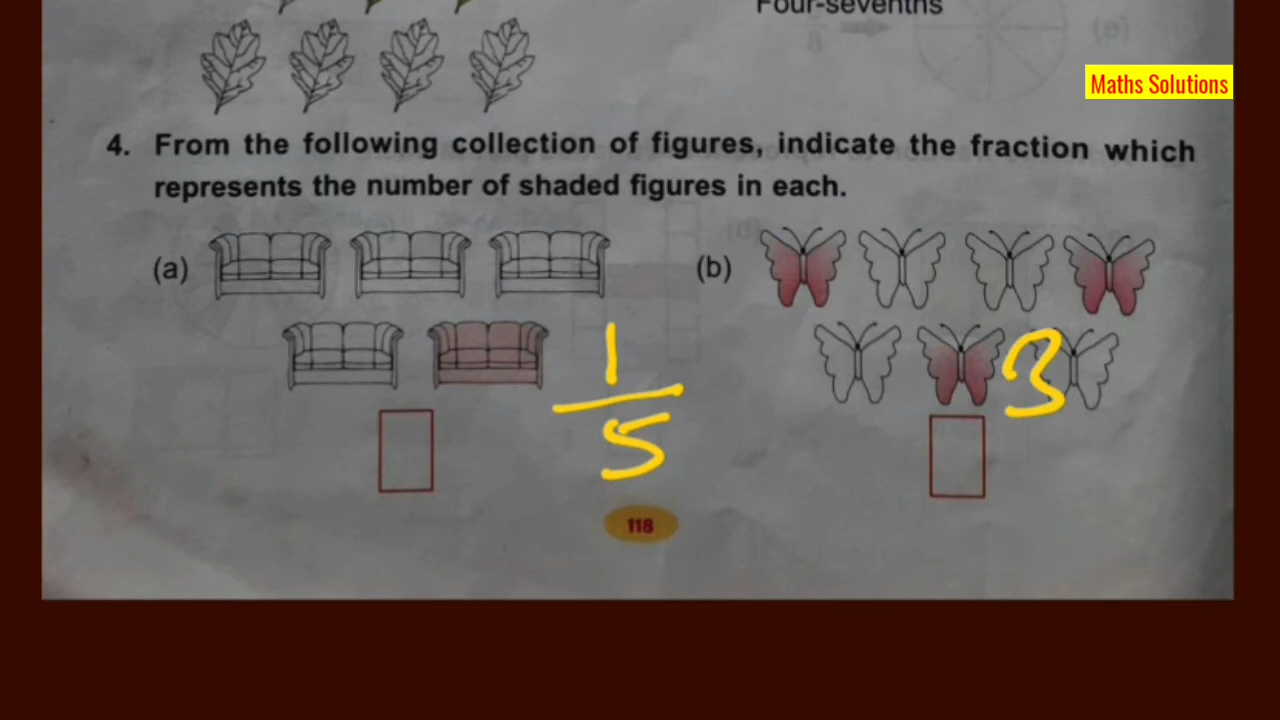 Four-sevenths
(e)
8
Maths Solutions
4. From the following collection of figures, indicate the fraction which
represents the number of shaded figures in each.
(a)
(b)
1
5
3
118